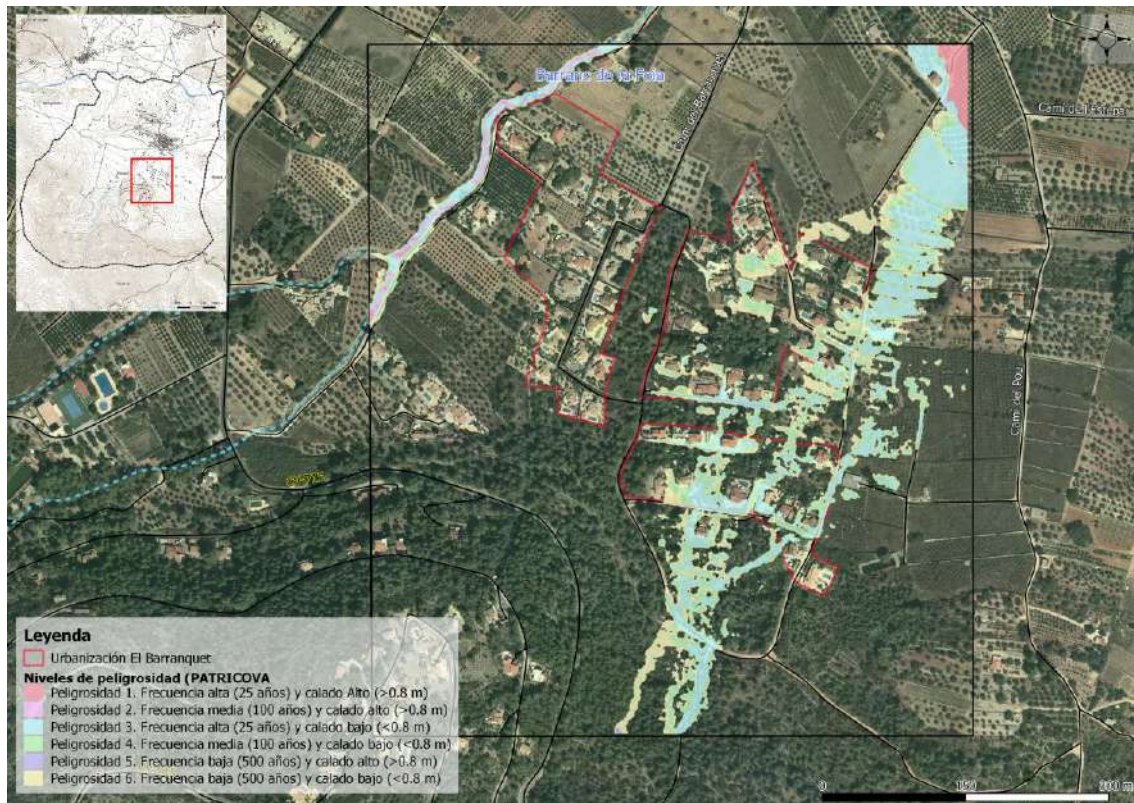 Barranc de la Foia
Camí del Barranquet
Camí de l'Estepa
Camí del Pou
Leyenda
Urbanización El Barranquet
Niveles de peligrosidad (PATRICOVA
Peligrosidad 1. Frecuencia alta (25 años) y calado Alto (>0.8 m)
Peligrosidad 2. Frecuencia media (100 años) y calado alto (>0.8 m)
Peligrosidad 3. Frecuencia alta (25 años) y calado bajo (<0.8 m)
Peligrosidad 4. Frecuencia media (100 años) y calado bajo (<0.8 m)
Peligrosidad 5. Frecuencia baja (500 años) y calado alto (>0.8 m)
Peligrosidad 6. Frecuencia baja (500 años) y calado bajo (<0.8 m)
0 150 300 m